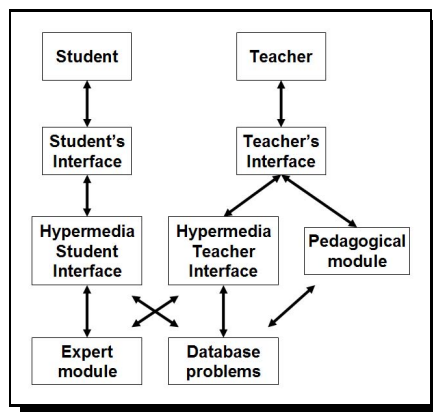 Student
Teacher
Student's
Interface
Teacher's
Interface
Hypermedia
Student
Interface
Hypermedia
Teacher
Interface
Pedagogical
module
Expert
module
Database
problems